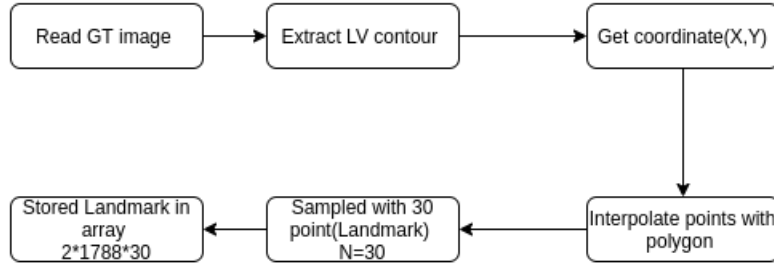 Read GT image
Extract LV contour
Get coordinate(X,Y)
Interpolate points with
polygon
Sampled with 30
point(Landmark)
N=30
Stored Landmark in
array
2*1788*30